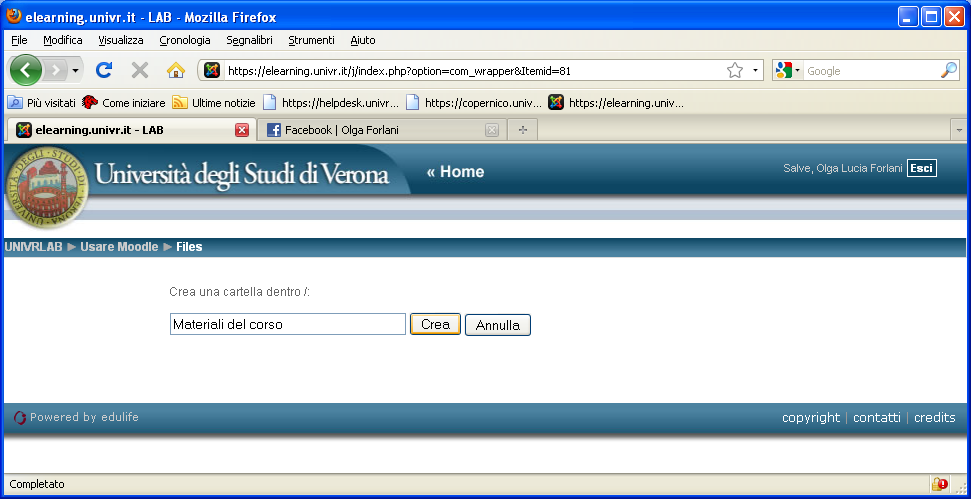 elearning.univr.it - LAB - Mozilla Firefox
File Modifica Visualizza Cronologia Segnalibri Strumenti Aiuto
https://elearning.univr.it/j/index.php?option=com_wrapper&Itemid=81 Google
Più visitati Come iniziare Ultime notizie https://helpdesk.univr... https://copernico.univ... https://elearning.univ...
elearning.univr.it - LAB Facebook | Olga Forlani
Università degli Studi di Verona « Home Salve, Olga Lucia Forlani Esci
UNIVRLAB ► Usare Moodle ► Files
Crea una cartella dentro /:
Materiali del corso Crea Annulla
Powered by edulife copyright | contatti | credits
Completato